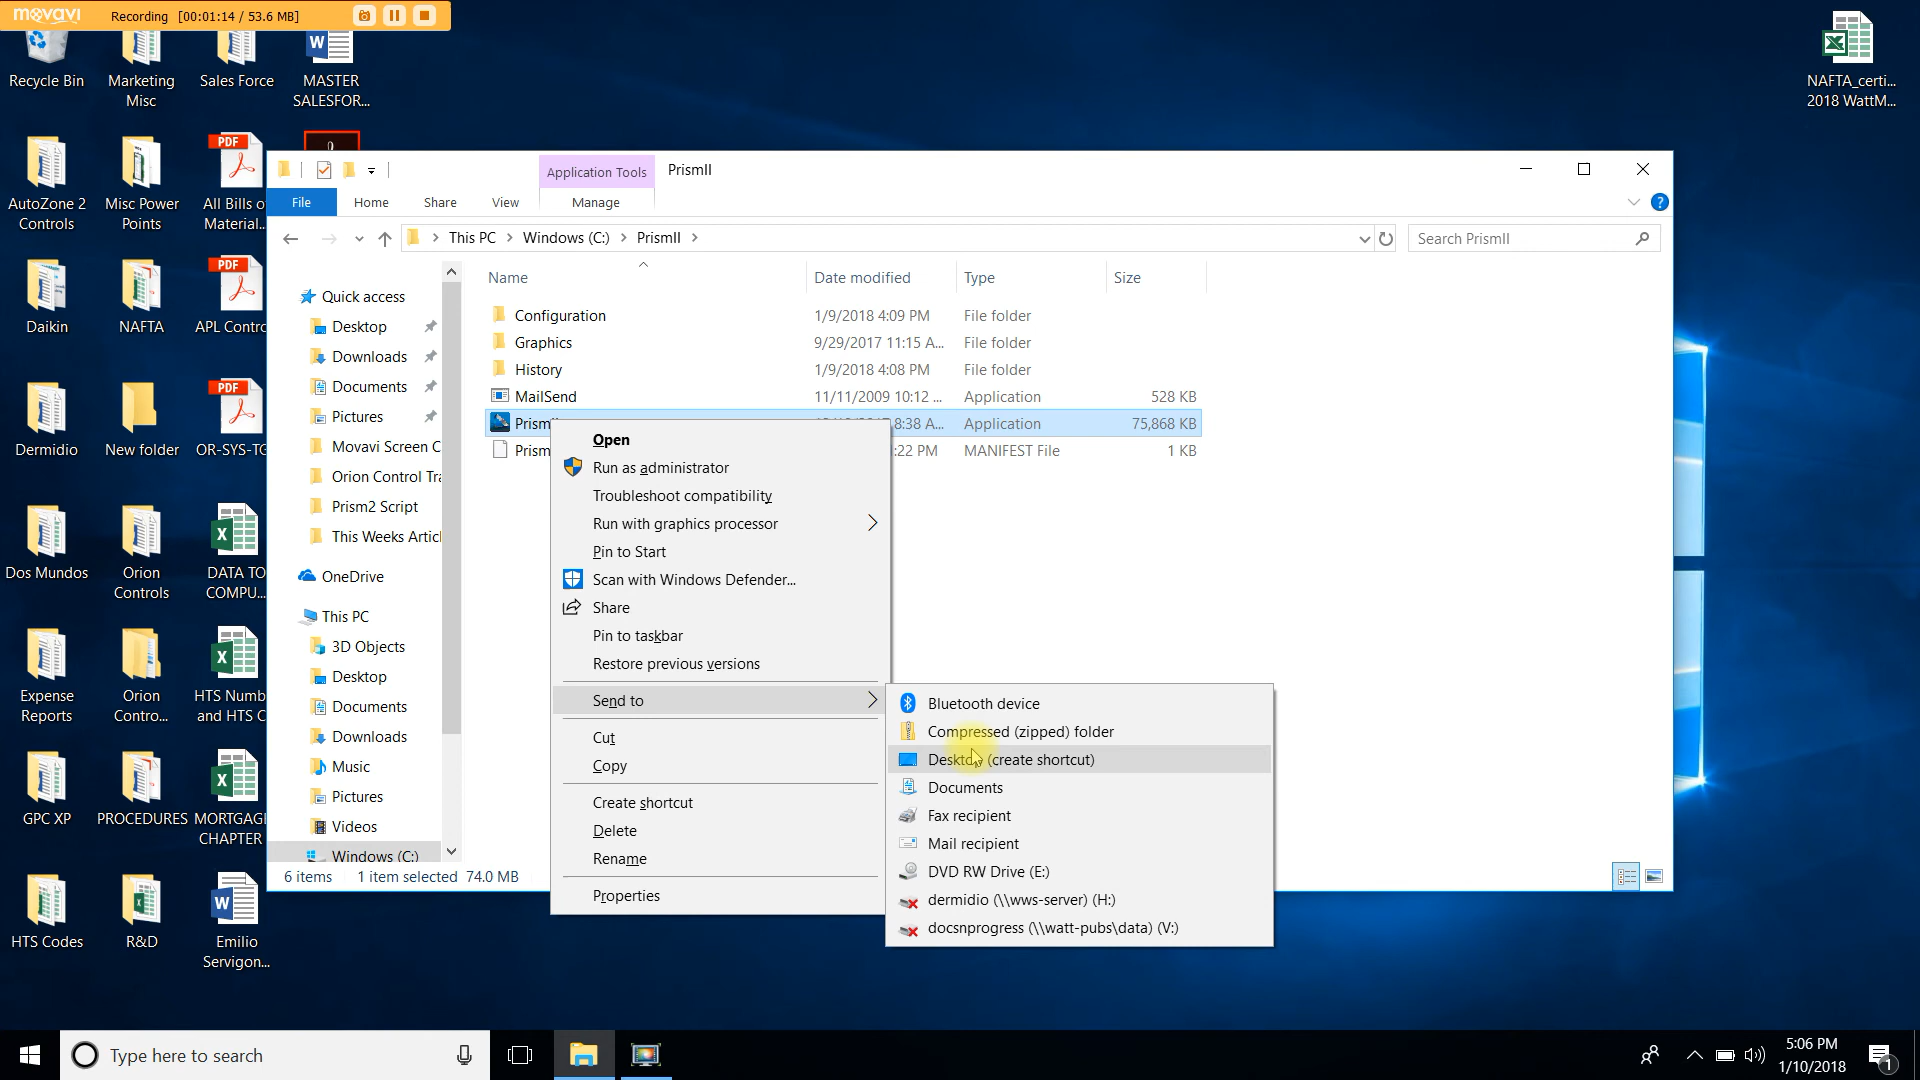 movavi
Recording [00:01:14 / 53.6 MB]
Recycle Bin
Marketing
Misc
Sales Force
MASTER
SALESFOR...
NAFTA_certi...
2018 WattM...
AutoZone 2
Controls
Misc Power
Points
All Bills of
Material...
Daikin
NAFTA
APL Contro
Dermidio
New folder
OR-SYS-TG
Dos Mundos
Orion
Controls
DATA TO
COMPU...
Expense
Reports
Orion
Contro...
HTS Numb
and HTS C
GPC XP
PROCEDURES
MORTGAGE
CHAPTER
HTS Codes
R&D
Emilio
Servigon...
PDF
PDF
PDF
Application Tools
PrismII
File
Home
Share
View
Manage
This PC
Windows (C:)
PrismII
Search PrismII
Name
Date modified
Type
Size
Quick access
Desktop
Downloads
Documents
Pictures
Movavi Screen C
Orion Control Tra
Prism2 Script
This Weeks Articl
OneDrive
This PC
3D Objects
Desktop
Documents
Downloads
Music
Pictures
Videos
Windows (C:)
Configuration 1/9/2018 4:09 PM File folder
Graphics 9/29/2017 11:15 A... File folder
History 1/9/2018 4:08 PM File folder
MailSend 11/11/2009 10:12 ... Application 528 KB
Prism 8:38 A... Application 75,868 KB
Prism :22 PM MANIFEST File 1 KB
Open
Run as administrator
Troubleshoot compatibility
Run with graphics processor
Pin to Start
Scan with Windows Defender...
Share
Pin to taskbar
Restore previous versions
Send to
Cut
Copy
Create shortcut
Delete
Rename
Properties
Bluetooth device
Compressed (zipped) folder
Desktop (create shortcut)
Documents
Fax recipient
Mail recipient
DVD RW Drive (E:)
dermidio (\\wws-server) (H:)
docsnprogress (\\watt-pubs\data) (V:)
6 items 1 item selected 74.0 MB
Type here to search
5:06 PM
1/10/2018
1